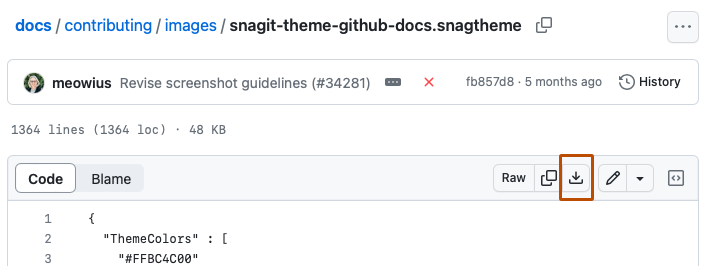 docs / contributing / images / snagit-theme-github-docs.snagtheme
meowius Revise screenshot guidelines (#34281) fb857d8 · 5 months ago History
1364 lines (1364 loc) · 48 KB
Code Blame Raw
1 {
2 "ThemeColors" : [
3 "#FFBC4C00"